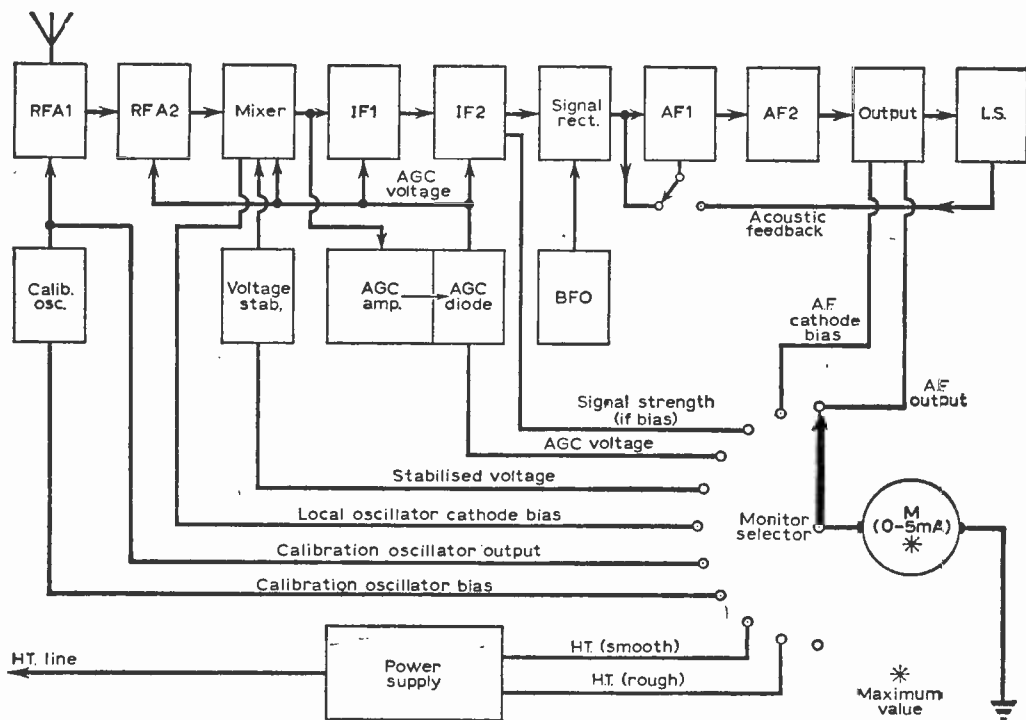 RFA1
RFA2
Mixer
IF1
IF2
Signal
rect.
AF1
AF2
Output
L.S.
AGC
voltage
Acoustic
feedback
Calib.
osc.
Voltage
stab.
AGC
amp.
AGC
diode
BFO
A.F.
cathode
bias
A.F.
output
Signal strength
(if bias)
AGC voltage
Stabilised voltage
Local oscillator cathode bias
Monitor
selector
M
(0-5mA)
Calibration oscillator output
Calibration oscillator bias
H.T. line
Power
supply
H.T. (smooth)
H.T. (rough)
Maximum
value